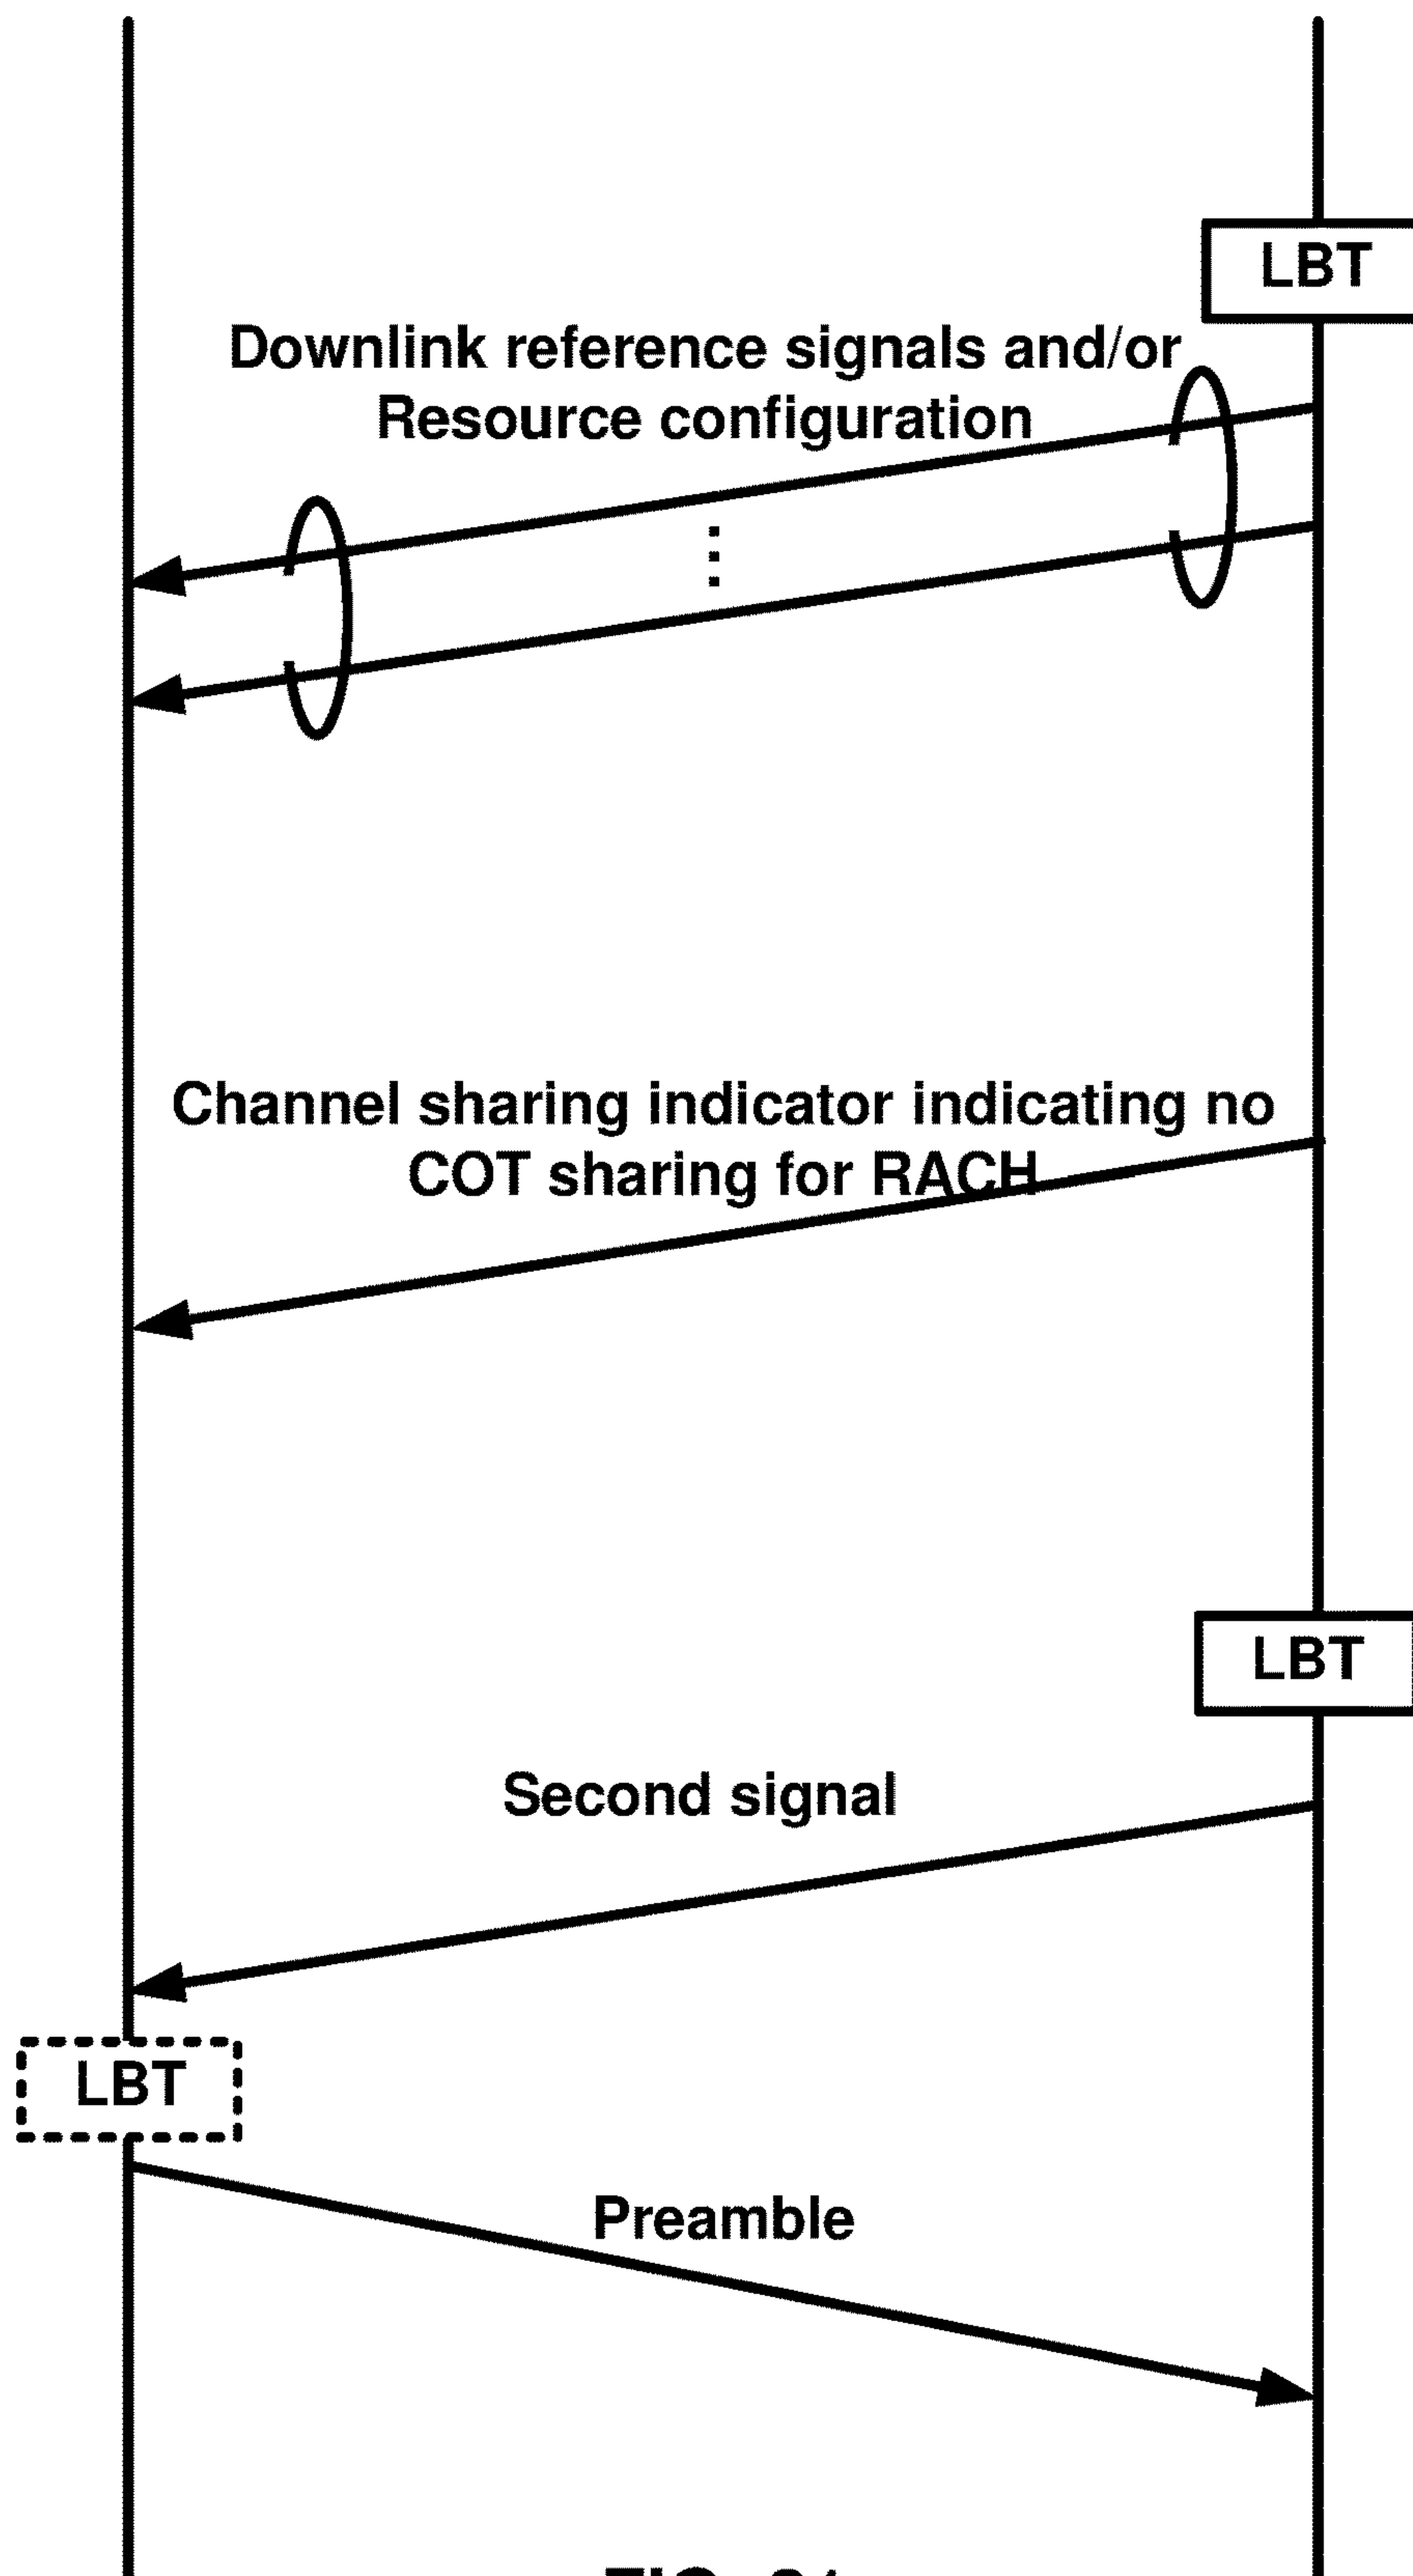 LBT
Downlink reference signals and/or
Resource configuration
Channel sharing indicator indicating no
COT sharing for RACH
LBT
Second signal
LBT
Preamble